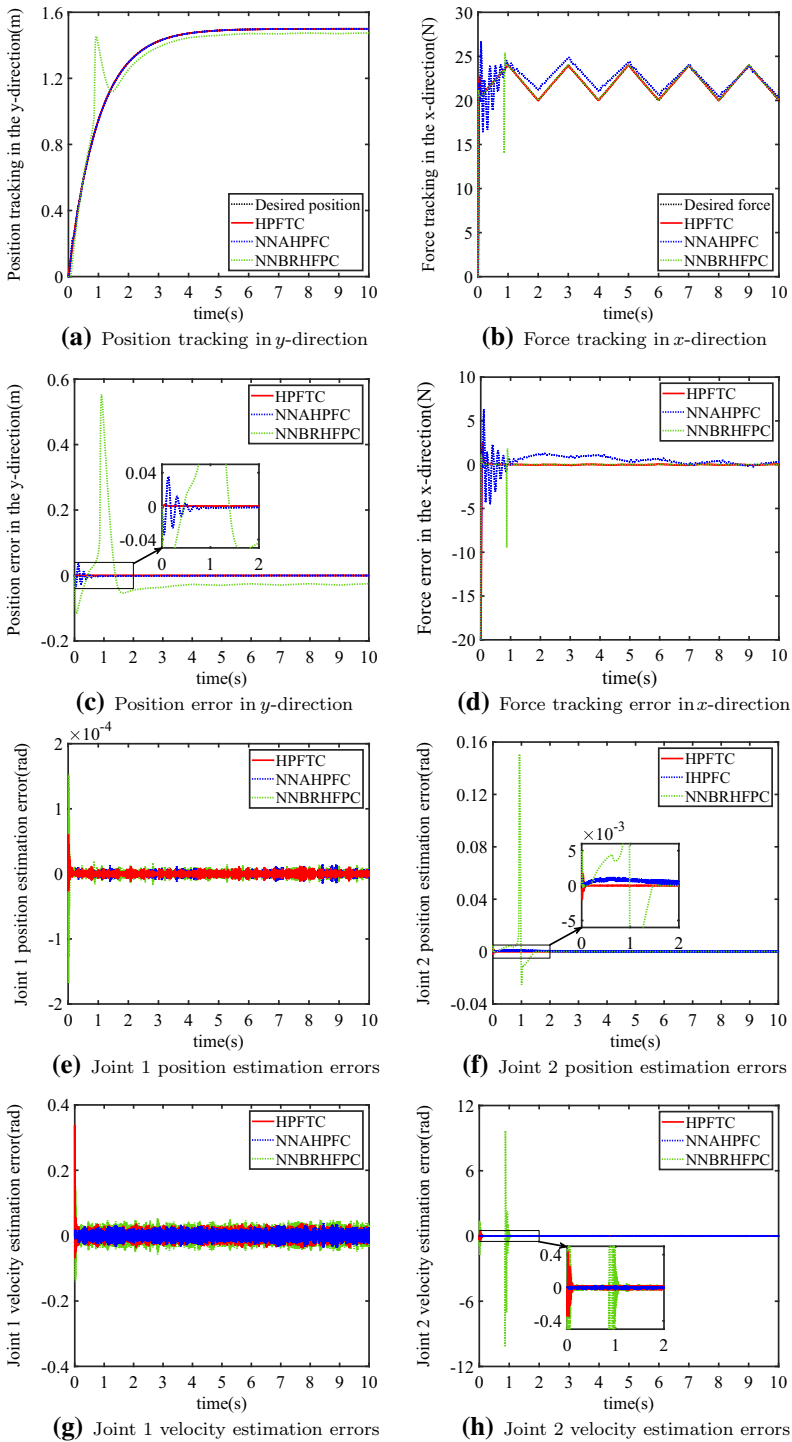 Position tracking in the y-direction(m)
1.8
1.2
0.6
0
Desired position
HPFTC
NNAHPFC
NNBRHFPC
0 1 2 3 4 5 6 7 8 9 10
time(s)
(a) Position tracking in y-direction
Force tracking in the x-direction(N)
30
25
20
15
10
5
0
Desired force
HPFTC
NNAHPFC
NNBRHFPC
0 1 2 3 4 5 6 7 8 9 10
time(s)
(b) Force tracking in x-direction
Position error in the y-direction(m)
0.6
0.4
0.2
0
-0.2
HPFTC
NNAHPFC
NNBRHFPC
0.04
0
-0.04
0 1 2
0 1 2 3 4 5 6 7 8 9 10
time(s)
(c) Position error in y-direction
Force error in the x-direction(N)
10
5
0
-5
-10
-15
-20
HPFTC
NNAHPFC
NNBRHFPC
0 1 2 3 4 5 6 7 8 9 10
time(s)
(d) Force tracking error in x-direction
Joint 1 position estimation error(rad)
×10-4
2
1
0
-1
-2
HPFTC
NNAHPFC
NNBRHFPC
0 1 2 3 4 5 6 7 8 9 10
time(s)
(e) Joint 1 position estimation errors
Joint 2 position estimation error(rad)
0.16
0.12
0.08
0.04
0
-0.04
HPFTC
IHPFC
NNBRHFPC
×10-3
5
0
-5
0 1 2
0 1 2 3 4 5 6 7 8 9 10
time(s)
(f) Joint 2 position estimation errors
Joint 1 velocity estimation error(rad)
0.4
0.2
0
-0.2
-0.4
HPFTC
NNAHPFC
NNBRHFPC
0 1 2 3 4 5 6 7 8 9 10
time(s)
(g) Joint 1 velocity estimation errors
Joint 2 velocity estimation error(rad)
12
6
0
-6
-12
HPFTC
NNAHPFC
NNBRHFPC
0.4
0
-0.4
0 1 2
0 1 2 3 4 5 6 7 8 9 10
time(s)
(h) Joint 2 velocity estimation errors